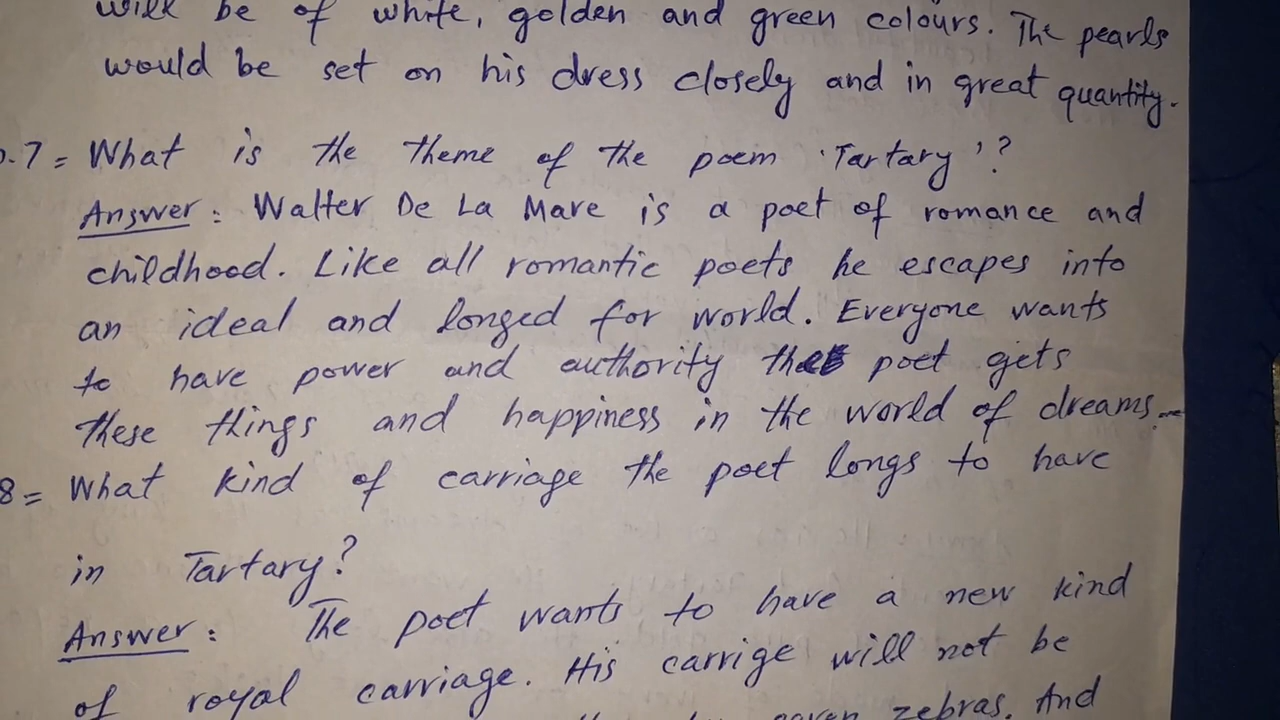 will be of white, golden and green colours. The pearls
would be set on his dress closely and in great quantity.
.7= What is the theme of the poem 'Tartary'?
Answer: Walter De La Mare is a poet of romance and
childhood. Like all romantic poets he escapes into
an ideal and longed for world. Everyone wants
to have power and authority the poet gets
these things and happiness in the world of dreams.
8= What kind of carriage the poet longs to have
in Tartary?
Answer: The poet wants to have a new kind
of royal carriage. His carrige will not be
zebras. And